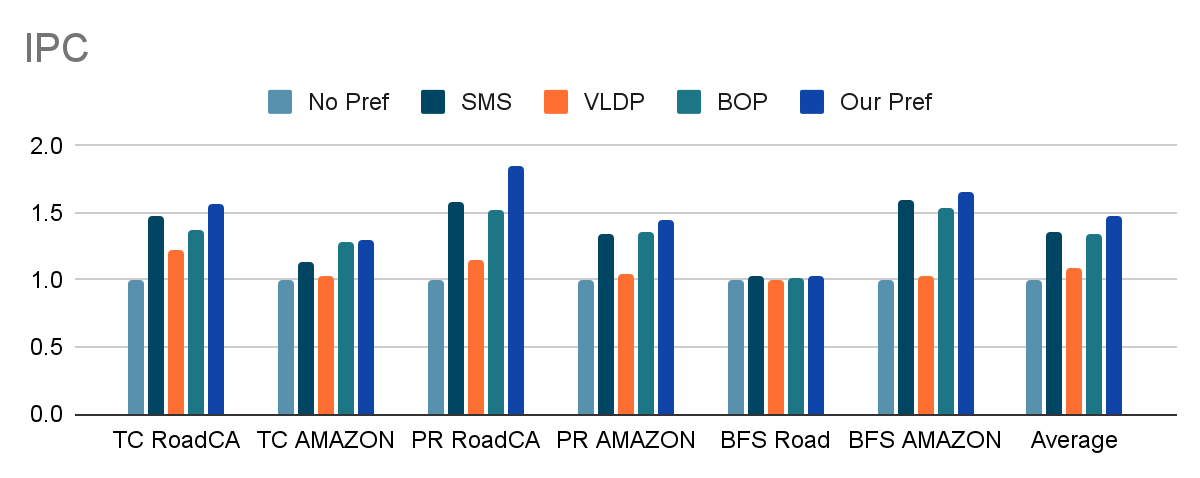 IPC
No Pref SMS VLDP BOP Our Pref
2.0
1.5
1.0
0.5
0.0
TC RoadCA TC AMAZON PR RoadCA PR AMAZON BFS Road BFS AMAZON Average